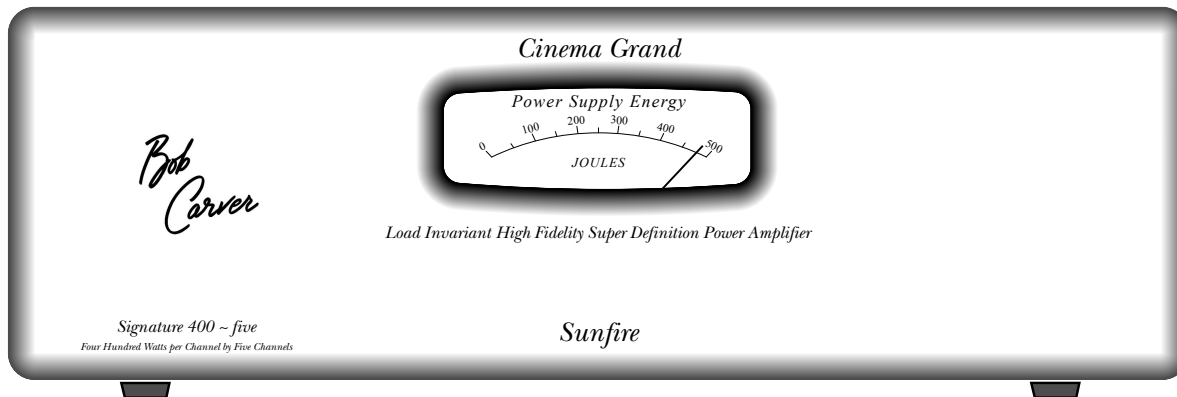 Cinema Grand
Power Supply Energy
0 100 200 300 400 500
JOULES
Bob
Carver
Load Invariant High Fidelity Super Definition Power Amplifier
Signature 400 ~ five
Four Hundred Watts per Channel by Five Channels
Sunfire